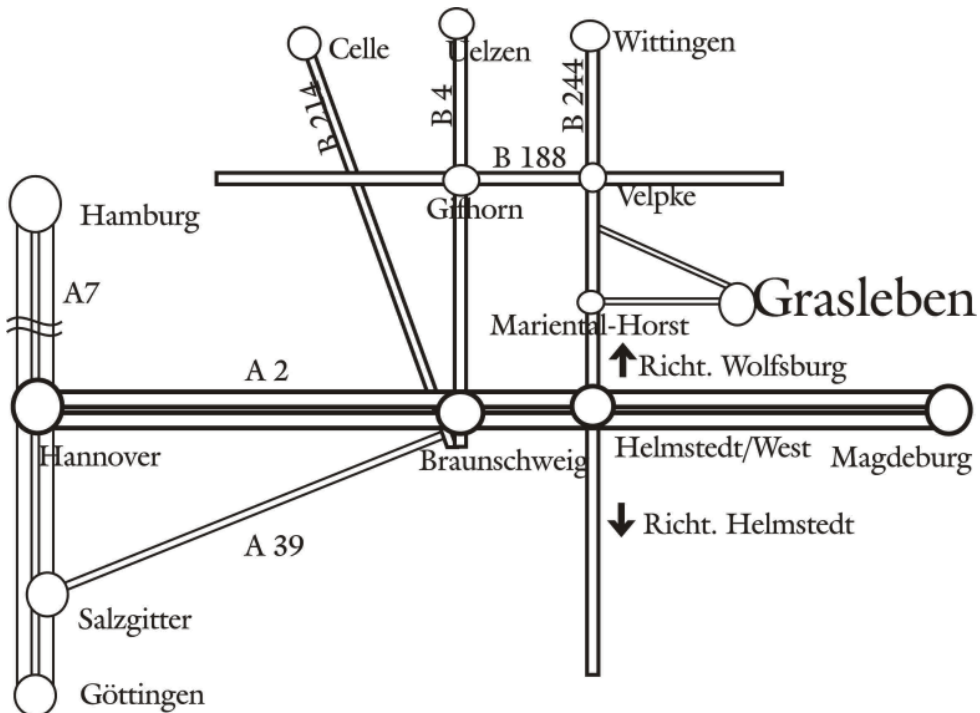 Celle
Uelzen
Wittingen
B 214
B 4
B 244
B 188
Gifhorn
Velpke
Hamburg
A7
Grasleben
Mariental-Horst
Richt. Wolfsburg
A 2
Hannover
Braunschweig
Helmstedt/West
Magdeburg
Richt. Helmstedt
A 39
Salzgitter
Göttingen